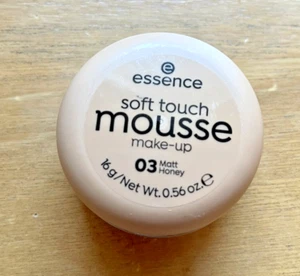 essence
soft touch
mousse
make-up
03 Matt
Honey
16g/Net Wt. 0.56 oz.℮